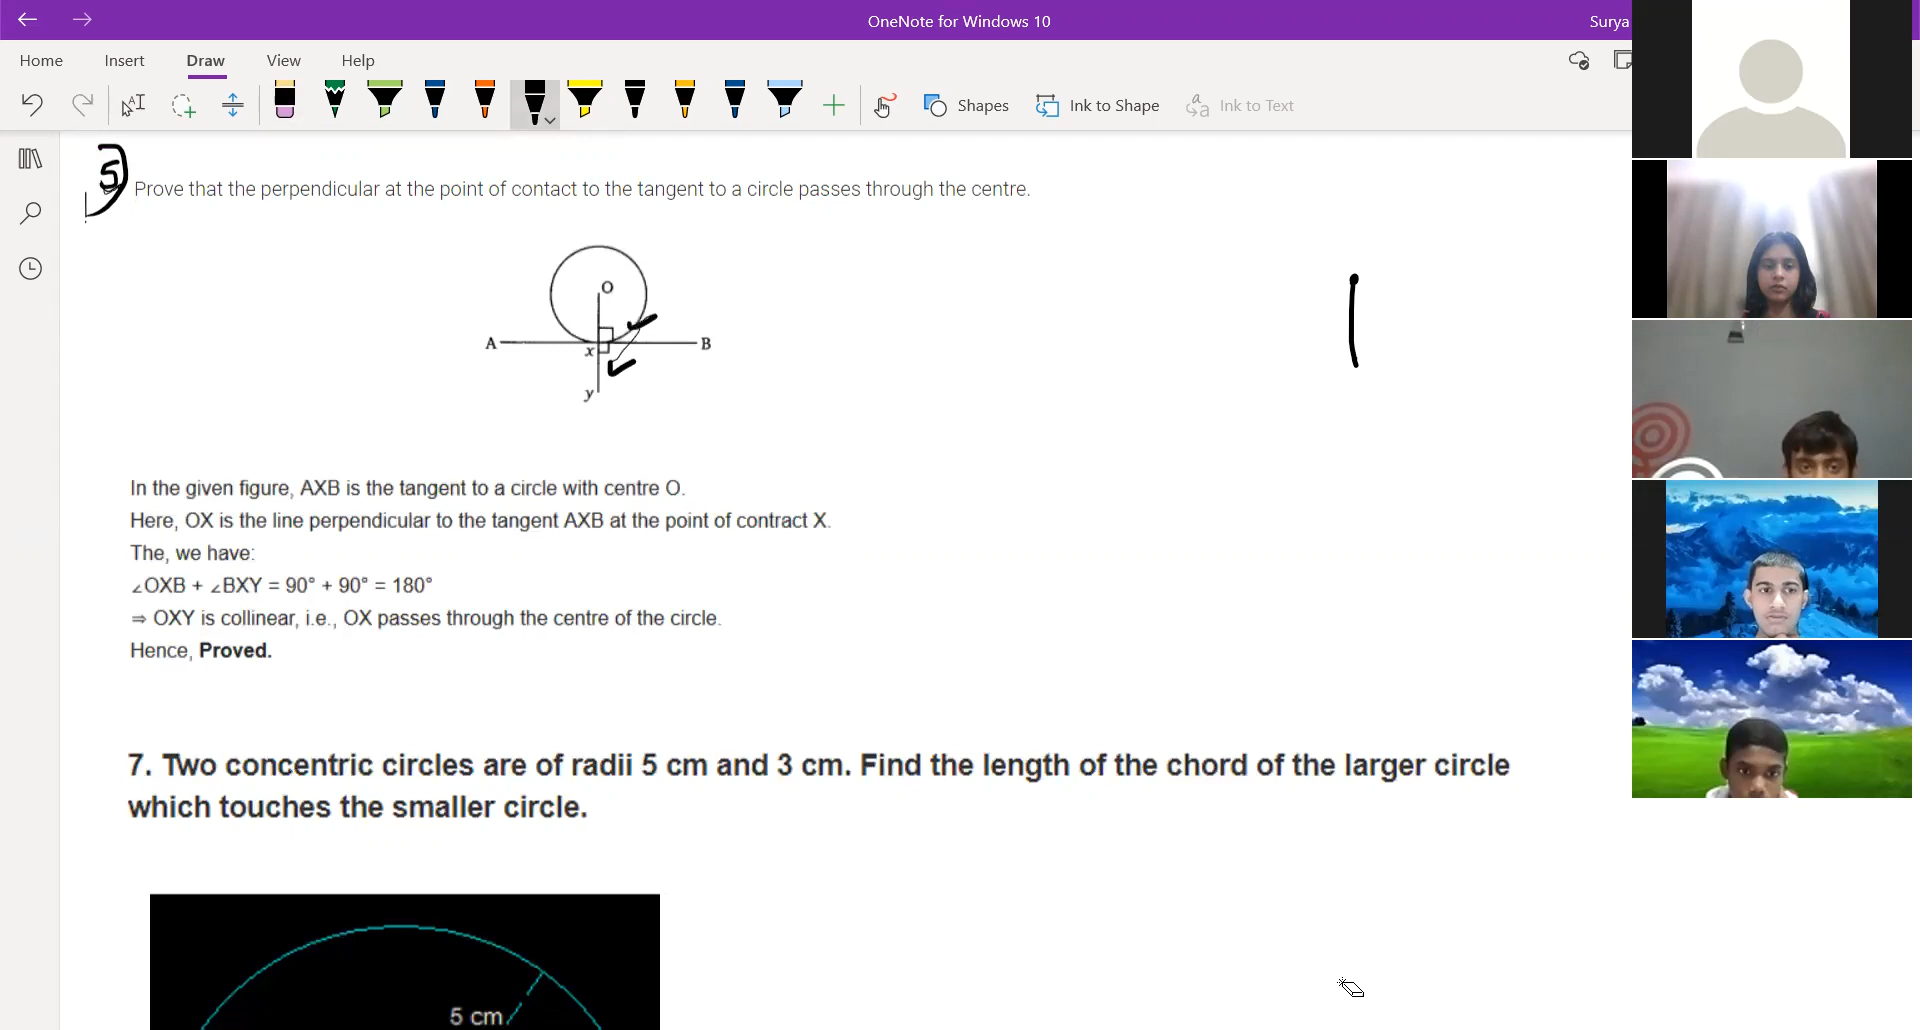 OneNote for Windows 10
Surya
Home Insert Draw View Help
Shapes Ink to Shape Ink to Text
5
Prove that the perpendicular at the point of contact to the tangent to a circle passes through the centre.
O
A x B
y
In the given figure, AXB is the tangent to a circle with centre O.
Here, OX is the line perpendicular to the tangent AXB at the point of contract X.
The, we have:
∠OXB + ∠BXY = 90° + 90° = 180°
⇒ OXY is collinear, i.e., OX passes through the centre of the circle.
Hence, Proved.
7. Two concentric circles are of radii 5 cm and 3 cm. Find the length of the chord of the larger circle
which touches the smaller circle.
5 cm